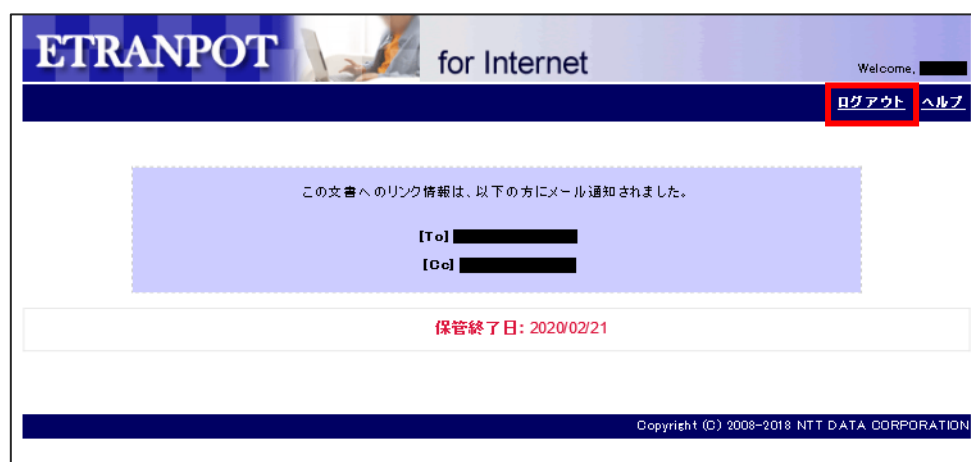 ETRANPOT
for Internet
Welcome,
ログアウト ヘルプ
この文書へのリンク情報は、以下の方にメール通知されました。
[To]
[Cc]
保管終了日: 2020/02/21
Copyright (C) 2008-2018 NTT DATA CORPORATION